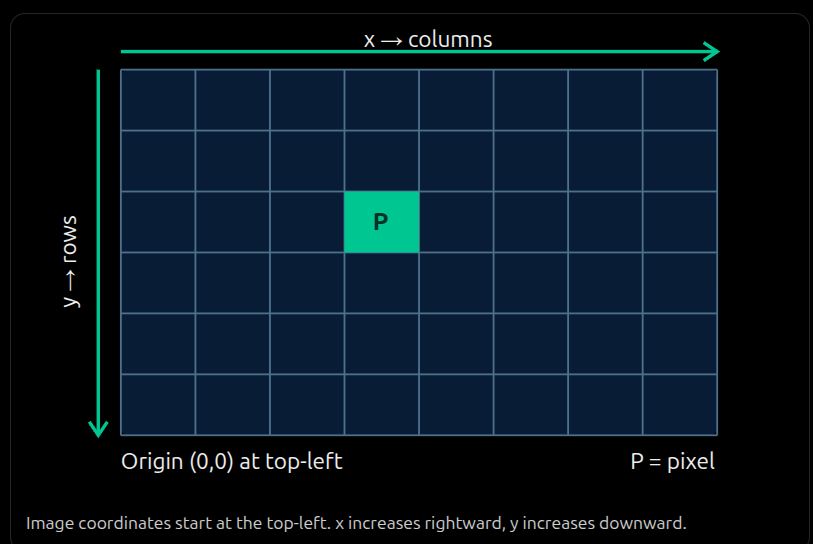 x → columns
y → rows
P
Origin (0,0) at top-left
P = pixel
Image coordinates start at the top-left. x increases rightward, y increases downward.